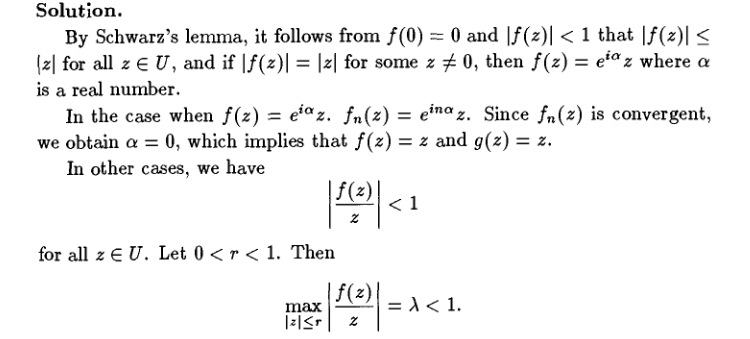 Solution.
By Schwarz's lemma, it follows from f(0) = 0 and |f(z)| < 1 that |f(z)| ≤
|z| for all z ∈ U, and if |f(z)| = |z| for some z ≠ 0, then f(z) = e^{iα}z where α
is a real number.
In the case when f(z) = e^{iα}z. f_n(z) = e^{inα}z. Since f_n(z) is convergent,
we obtain α = 0, which implies that f(z) = z and g(z) = z.
In other cases, we have
|f(z)/z| < 1
for all z ∈ U. Let 0 < r < 1. Then
max_{|z|≤r} |f(z)/z| = λ < 1.